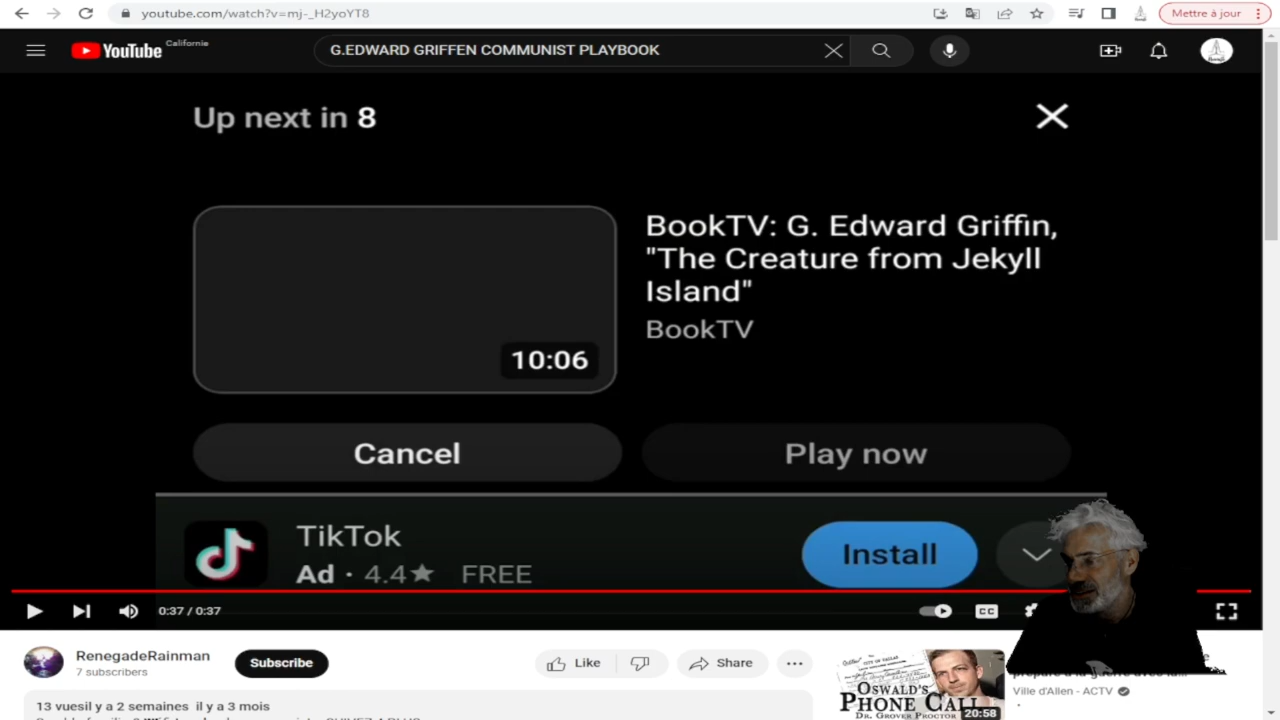 youtube.com/watch?v=mj-_H2yoYT8
Mettre à jour
YouTube
Californie
G.EDWARD GRIFFEN COMMUNIST PLAYBOOK
Up next in 8
BookTV: G. Edward Griffin,
"The Creature from Jekyll
Island"
BookTV
10:06
Cancel
Play now
TikTok
Ad · 4.4★ FREE
Install
0:37 / 0:37
CC
RenegadeRainman
7 subscribers
Subscribe
Like
Share
OSWALD'S
PHONE CALL
DR. GROVER PROCTOR
20:58
Ville d'Allen - ACTV
13 vuesil y a 2 semaines il y a 3 mois